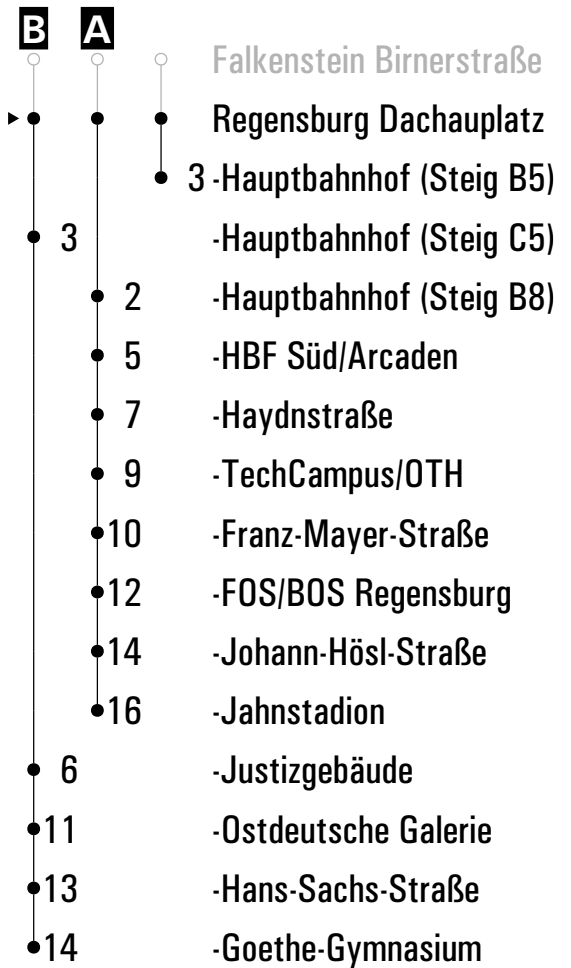 B A
Falkenstein Birnerstraße
Regensburg Dachauplatz
3 -Hauptbahnhof (Steig B5)
3 -Hauptbahnhof (Steig C5)
2 -Hauptbahnhof (Steig B8)
5 -HBF Süd/Arcaden
7 -Haydnstraße
9 -TechCampus/OTH
10 -Franz-Mayer-Straße
12 -FOS/BOS Regensburg
14 -Johann-Hösl-Straße
16 -Jahnstadion
6 -Justizgebäude
11 -Ostdeutsche Galerie
13 -Hans-Sachs-Straße
14 -Goethe-Gymnasium